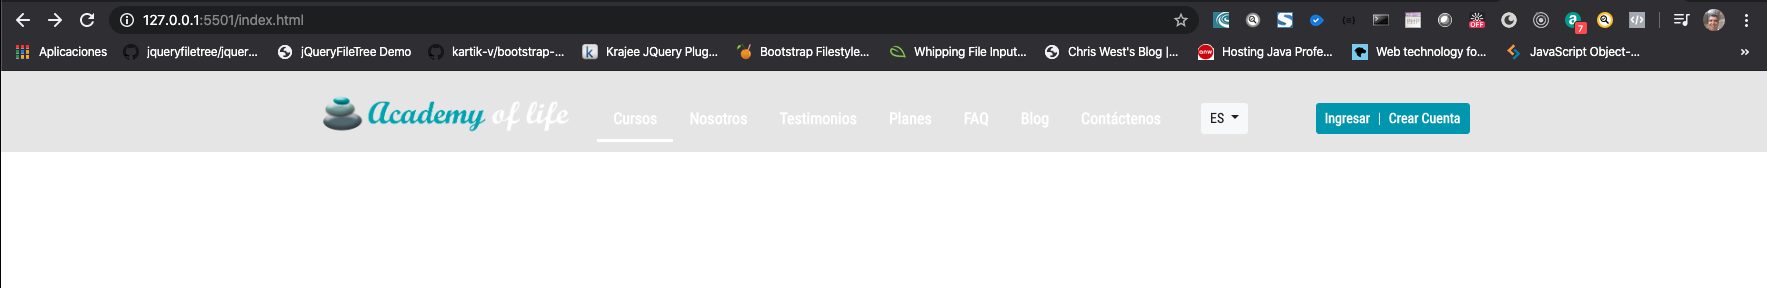 127.0.0.1:5501/index.html
OFF
7
Aplicaciones jqueryfiletree/jquer... jQueryFileTree Demo kartik-v/bootstrap-... Krajee JQuery Plug... Bootstrap Filestyle... Whipping File Input... Chris West's Blog |... Hosting Java Profe... Web technology fo... JavaScript Object-... »
Academy of life Cursos Nosotros Testimonios Planes FAQ Blog Contáctenos ES Ingresar | Crear Cuenta